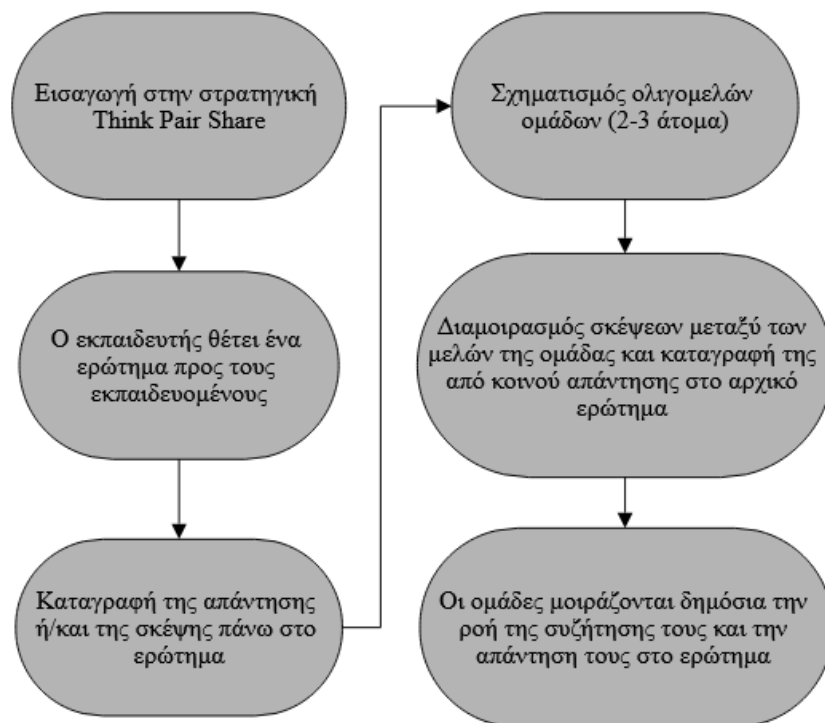 Εισαγωγή στην στρατηγική
Think Pair Share
Ο εκπαιδευτής θέτει ένα
ερώτημα προς τους
εκπαιδευομένους
Καταγραφή της απάντησης
ή/και της σκέψης πάνω στο
ερώτημα
Σχηματισμός ολιγομελών
ομάδων (2-3 άτομα)
Διαμοιρασμός σκέψεων μεταξύ των
μελών της ομάδας και καταγραφή της
από κοινού απάντησης στο αρχικό
ερώτημα
Οι ομάδες μοιράζονται δημόσια την
ροή της συζήτησης τους και την
απάντηση τους στο ερώτημα